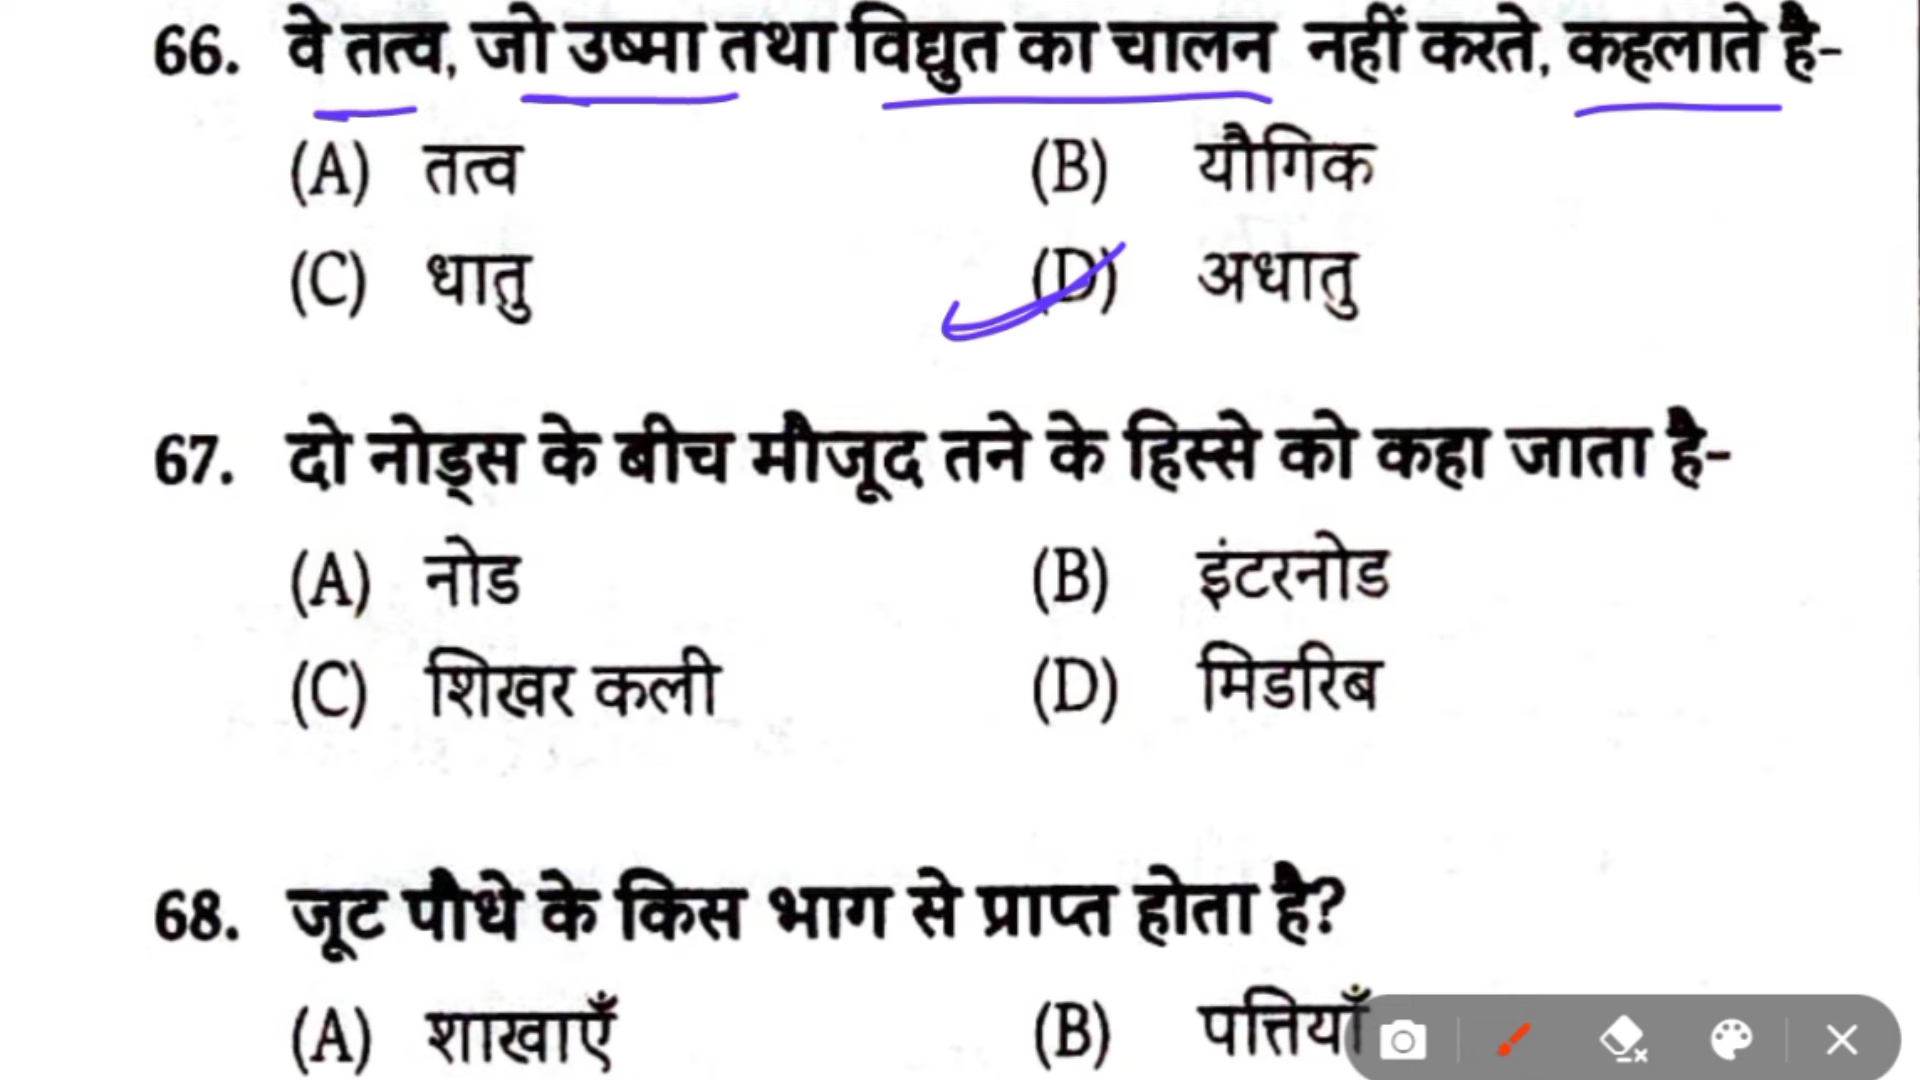 66. वे तत्व, जो उष्मा तथा विद्युत का चालन नहीं करते, कहलाते है-
(A) तत्व (B) यौगिक
(C) धातु (D) अधातु
67. दो नोड्स के बीच मौजूद तने के हिस्से को कहा जाता है-
(A) नोड (B) इंटरनोड
(C) शिखर कली (D) मिडरिब
68. जूट पौधे के किस भाग से प्राप्त होता है?
(A) शाखाएँ (B) पत्तियाँ